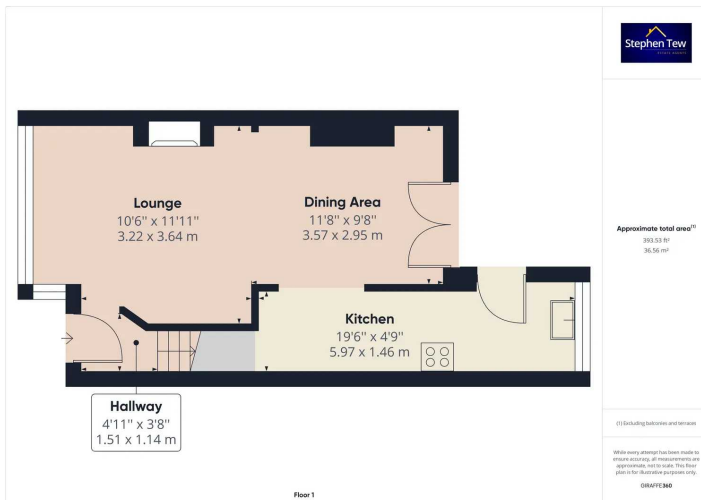 Stephen Tew
ESTATE AGENTS
Lounge
10'6" x 11'11"
3.22 x 3.64 m
Dining Area
11'8" x 9'8"
3.57 x 2.95 m
Kitchen
19'6" x 4'9"
5.97 x 1.46 m
Hallway
4'11" x 3'8"
1.51 x 1.14 m
Floor 1
Approximate total area(1)
393.53 ft²
36.56 m²
(1) Excluding balconies and terraces
While every attempt has been made to
ensure accuracy, all measurements are
approximate, not to scale. This floor
plan is for illustrative purposes only.
GIRAFFE360